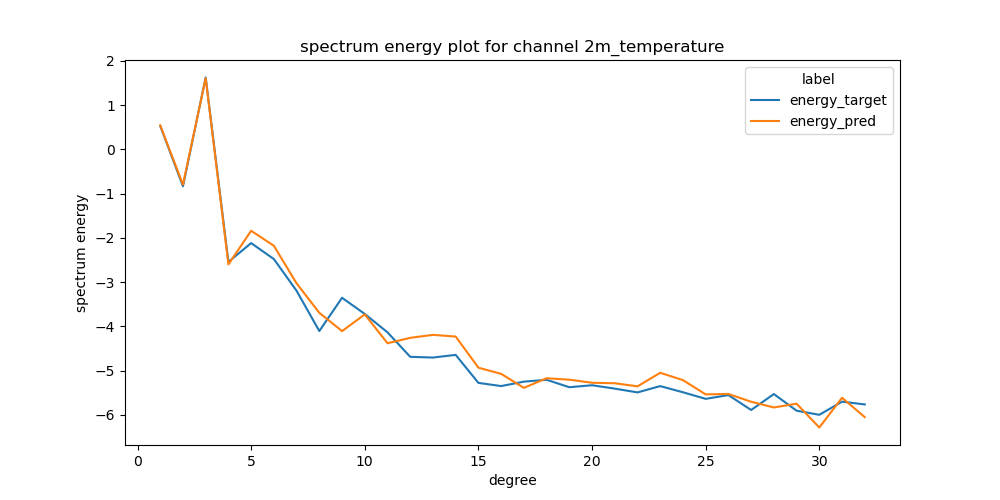 spectrum energy plot for channel 2m_temperature
label
energy_target
energy_pred
spectrum energy
2
1
0
−1
−2
−3
−4
−5
−6
0 5 10 15 20 25 30
degree